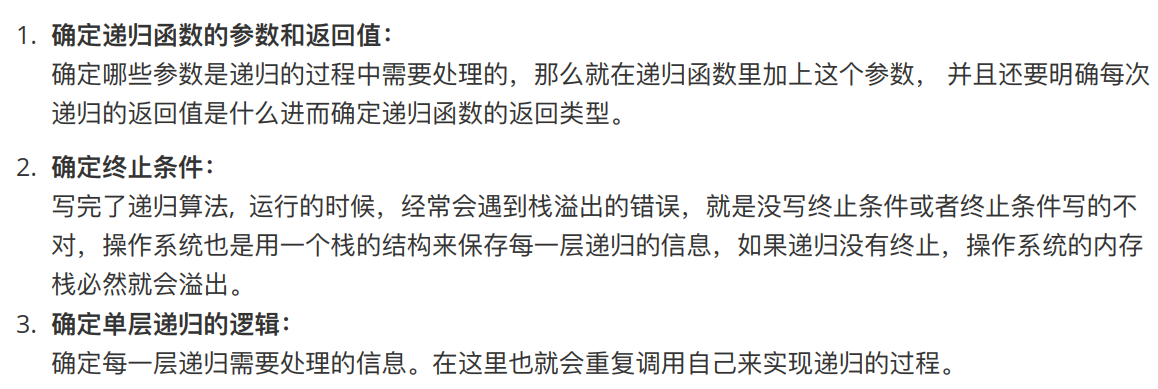 1. 确定递归函数的参数和返回值：
确定哪些参数是递归的过程中需要处理的，那么就在递归函数里加上这个参数， 并且还要明确每次
递归的返回值是什么进而确定递归函数的返回类型。
2. 确定终止条件：
写完了递归算法, 运行的时候，经常会遇到栈溢出的错误，就是没写终止条件或者终止条件写的不
对，操作系统也是用一个栈的结构来保存每一层递归的信息，如果递归没有终止，操作系统的内存
栈必然就会溢出。
3. 确定单层递归的逻辑：
确定每一层递归需要处理的信息。在这里也就会重复调用自己来实现递归的过程。